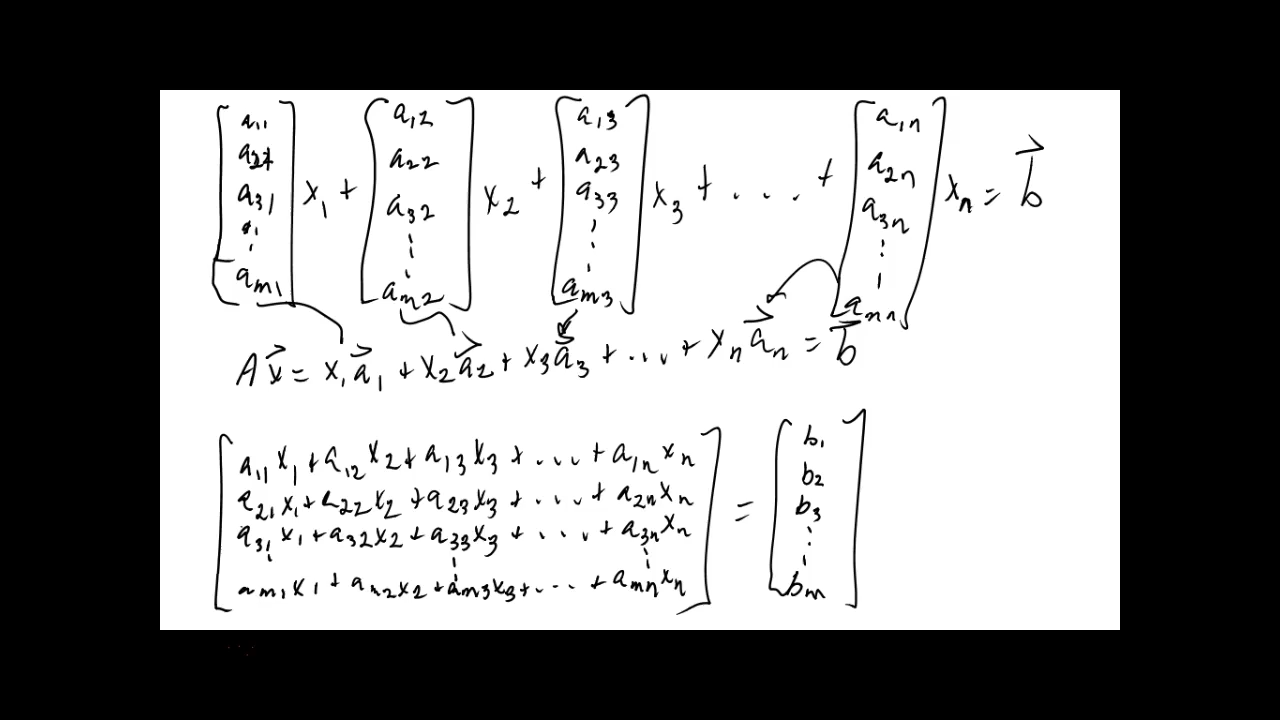 [a₁₁ a₂₁ a₃₁ ⋮ aₘ₁] x₁ + [a₁₂ a₂₂ a₃₂ ⋮ aₘ₂] x₂ + [a₁₃ a₂₃ a₃₃ ⋮ aₘ₃] x₃ + . . . + [a₁ₙ a₂ₙ a₃ₙ ⋮ aₘₙ] xₙ = b⃗
Ax⃗ = x₁a⃗₁ + x₂a⃗₂ + x₃a⃗₃ + ... + xₙa⃗ₙ = b⃗
a₁₁x₁ + a₁₂x₂ + a₁₃x₃ + ... + a₁ₙxₙ = b₁
a₂₁x₁ + a₂₂x₂ + a₂₃x₃ + ... + a₂ₙxₙ b₂
a₃₁x₁ + a₃₂x₂ + a₃₃x₃ + ... + a₃ₙxₙ b₃
⋮ ⋮ ⋮ ⋮
aₘ₁x₁ + aₘ₂x₂ + aₘ₃x₃ + ... + aₘₙxₙ bₘ